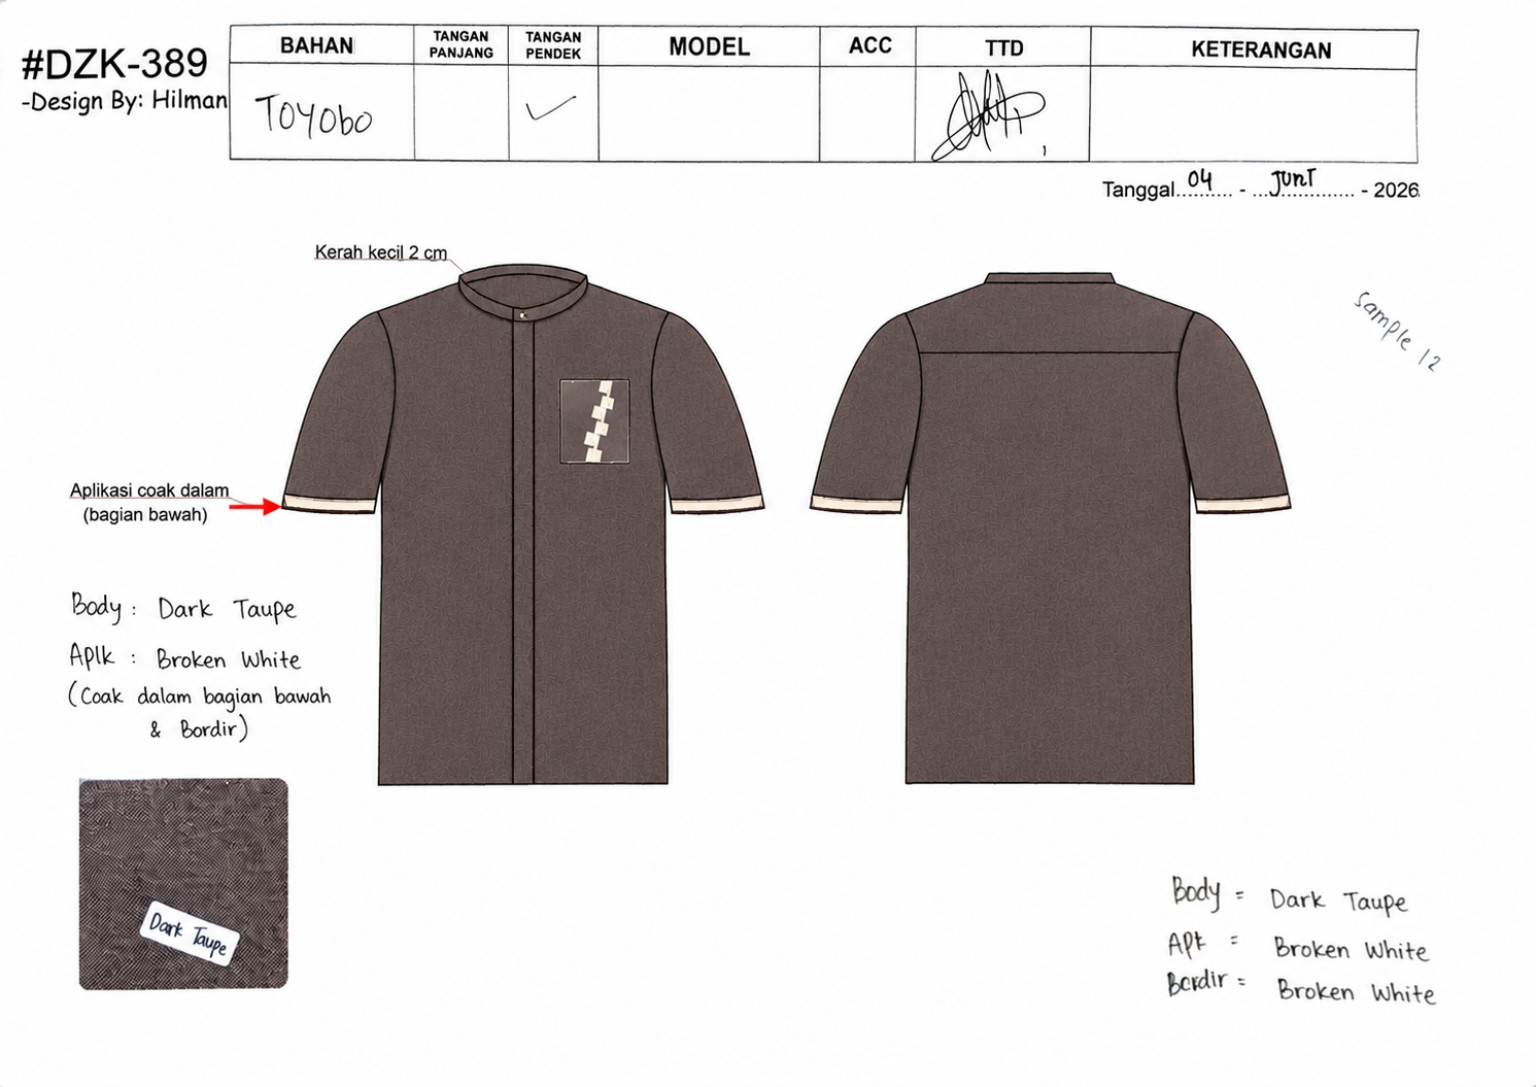 #DZK-389
-Design By: Hilman
BAHAN
TANGAN
PANJANG
TANGAN
PENDEK
MODEL
ACC
TTD
KETERANGAN
TOYObO
Tanggal 04 - JUNI - 2026
Kerah kecil 2 cm
Sample 12
Aplikasi coak dalam
(bagian bawah)
Body : Dark Taupe
Aplk : Broken White
(Coak dalam bagian bawah
& Bordir)
Dark Taupe
Body = Dark Taupe
Apk = Broken White
Bordir = Broken White